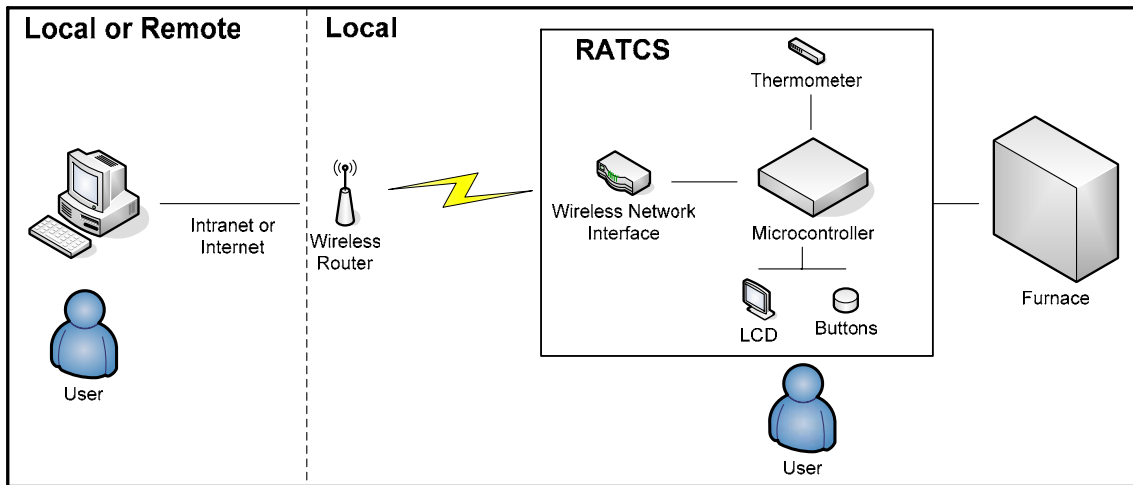 Local or Remote
Local
RATCS
Thermometer
Intranet or
Internet
Wireless
Router
Wireless Network
Interface
Microcontroller
LCD
Buttons
Furnace
User
User